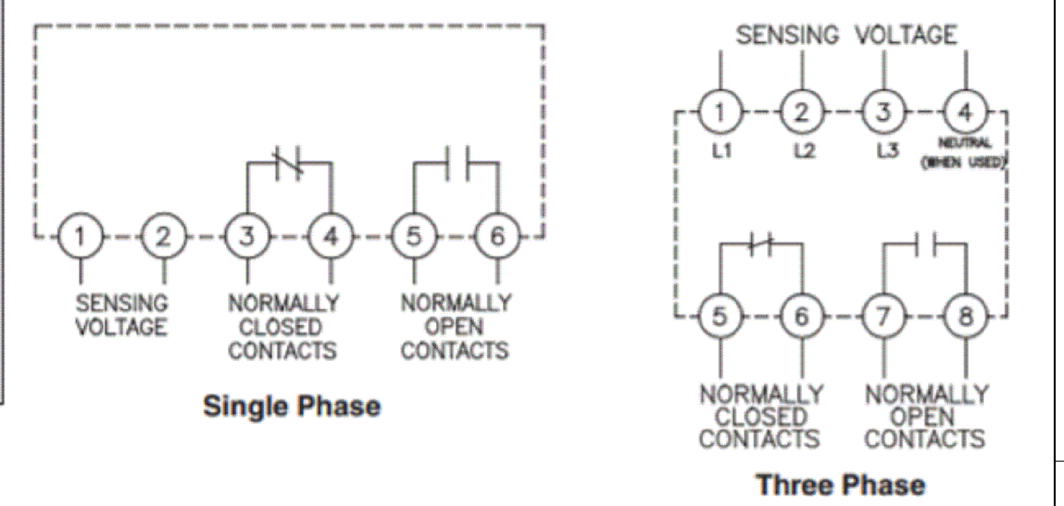 1 2 3 4 5 6
SENSING
VOLTAGE
NORMALLY
CLOSED
CONTACTS
NORMALLY
OPEN
CONTACTS
Single Phase
SENSING VOLTAGE
1 2 3 4
L1 L2 L3 NEUTRAL
(WHEN USED)
5 6 7 8
NORMALLY
CLOSED
CONTACTS
NORMALLY
OPEN
CONTACTS
Three Phase